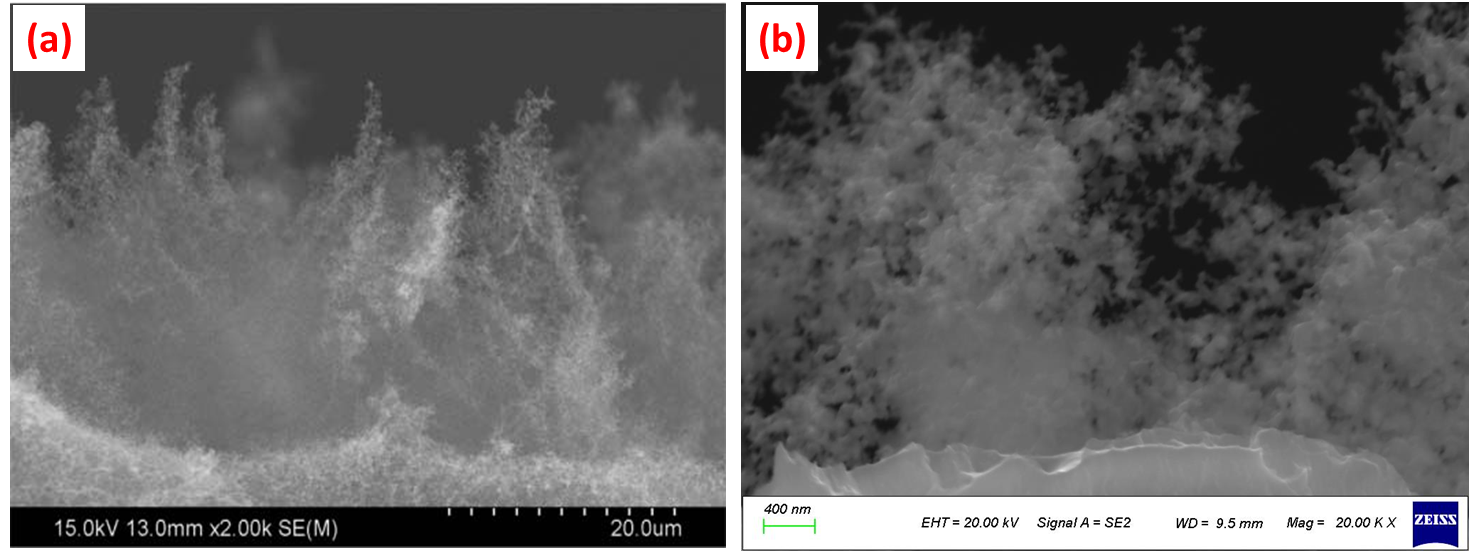 (a)
(b)
15.0kV 13.0mm x2.00k SE(M)
20.0um
400 nm
EHT = 20.00 kV
Signal A = SE2
WD = 9.5 mm
Mag = 20.00 K X
ZEISS